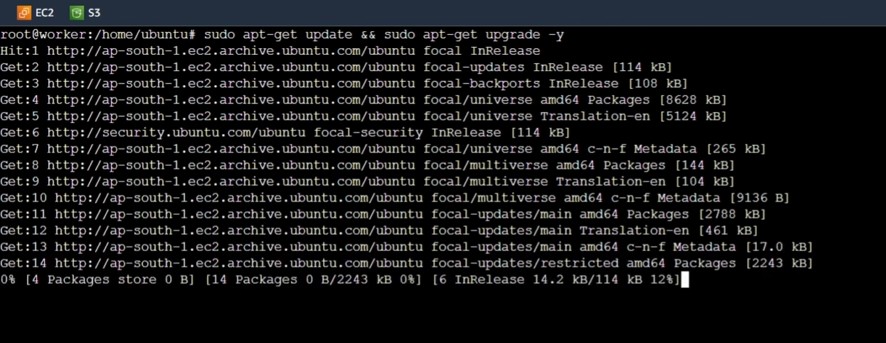 EC2 S3
root@worker:/home/ubuntu# sudo apt-get update && sudo apt-get upgrade -y
Hit:1 http://ap-south-1.ec2.archive.ubuntu.com/ubuntu focal InRelease
Get:2 http://ap-south-1.ec2.archive.ubuntu.com/ubuntu focal-updates InRelease [114 kB]
Get:3 http://ap-south-1.ec2.archive.ubuntu.com/ubuntu focal-backports InRelease [108 kB]
Get:4 http://ap-south-1.ec2.archive.ubuntu.com/ubuntu focal/universe amd64 Packages [8628 kB]
Get:5 http://ap-south-1.ec2.archive.ubuntu.com/ubuntu focal/universe Translation-en [5124 kB]
Get:6 http://security.ubuntu.com/ubuntu focal-security InRelease [114 kB]
Get:7 http://ap-south-1.ec2.archive.ubuntu.com/ubuntu focal/universe amd64 c-n-f Metadata [265 kB]
Get:8 http://ap-south-1.ec2.archive.ubuntu.com/ubuntu focal/multiverse amd64 Packages [144 kB]
Get:9 http://ap-south-1.ec2.archive.ubuntu.com/ubuntu focal/multiverse Translation-en [104 kB]
Get:10 http://ap-south-1.ec2.archive.ubuntu.com/ubuntu focal/multiverse amd64 c-n-f Metadata [9136 B]
Get:11 http://ap-south-1.ec2.archive.ubuntu.com/ubuntu focal-updates/main amd64 Packages [2788 kB]
Get:12 http://ap-south-1.ec2.archive.ubuntu.com/ubuntu focal-updates/main Translation-en [461 kB]
Get:13 http://ap-south-1.ec2.archive.ubuntu.com/ubuntu focal-updates/main amd64 c-n-f Metadata [17.0 kB]
Get:14 http://ap-south-1.ec2.archive.ubuntu.com/ubuntu focal-updates/restricted amd64 Packages [2243 kB]
0% [4 Packages store 0 B] [14 Packages 0 B/2243 kB 0%] [6 InRelease 14.2 kB/114 kB 12%]